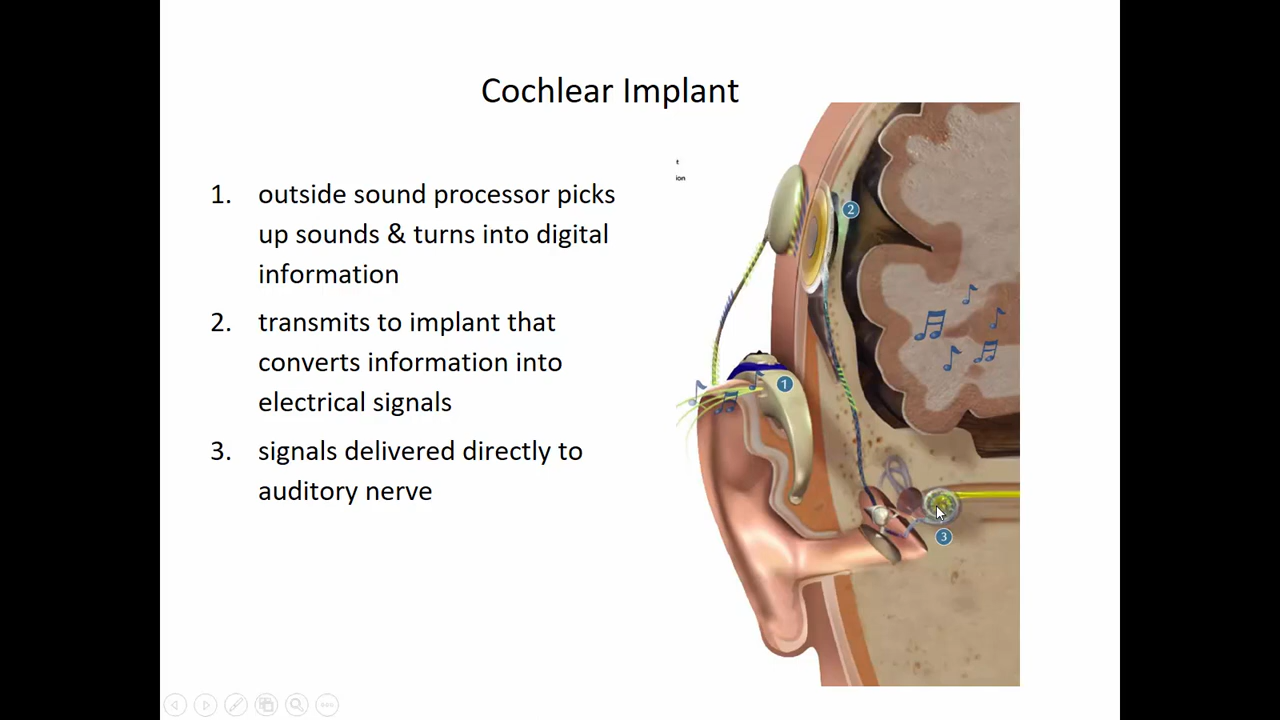 Cochlear Implant
1. outside sound processor picks
up sounds & turns into digital
information
2. transmits to implant that
converts information into
electrical signals
3. signals delivered directly to
auditory nerve
t
ion
2
1
3